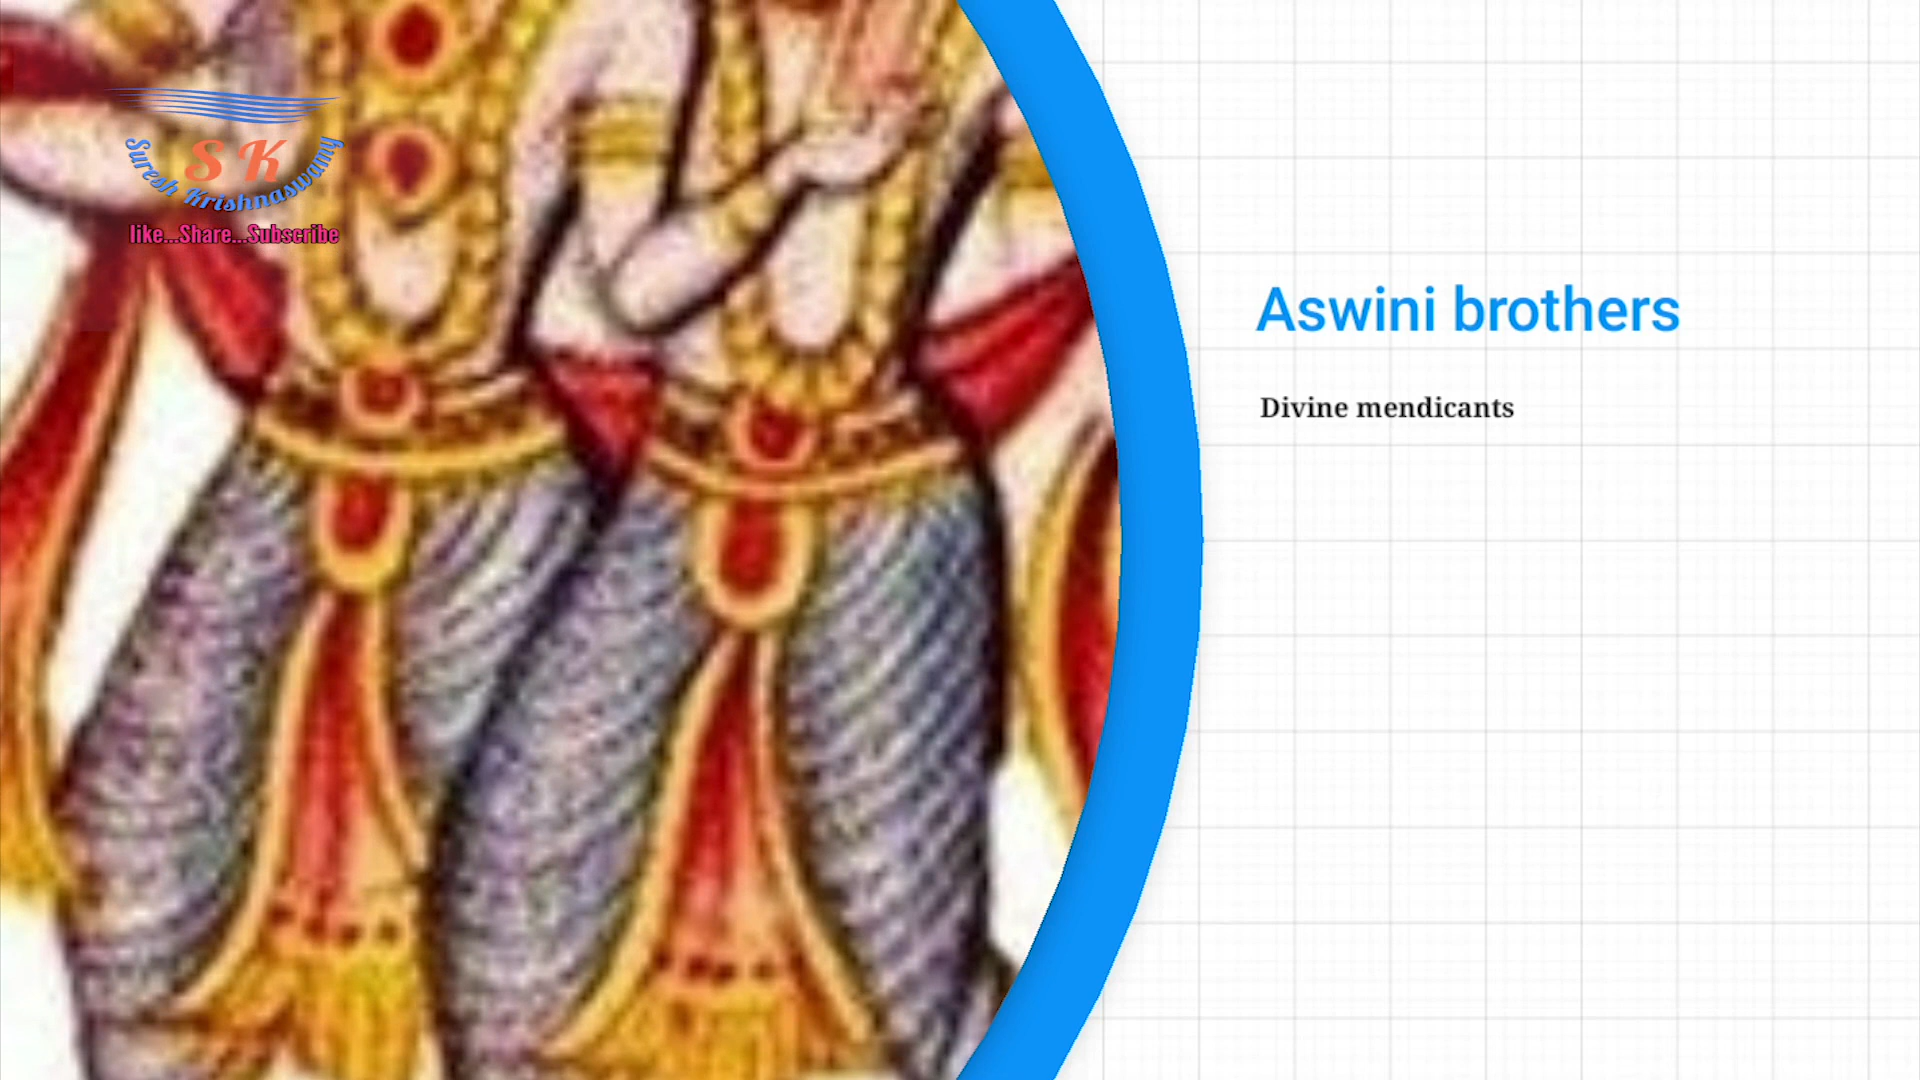 S K
Suresh Krishnaswamy
like...Share...Subscribe
Aswini brothers
Divine mendicants